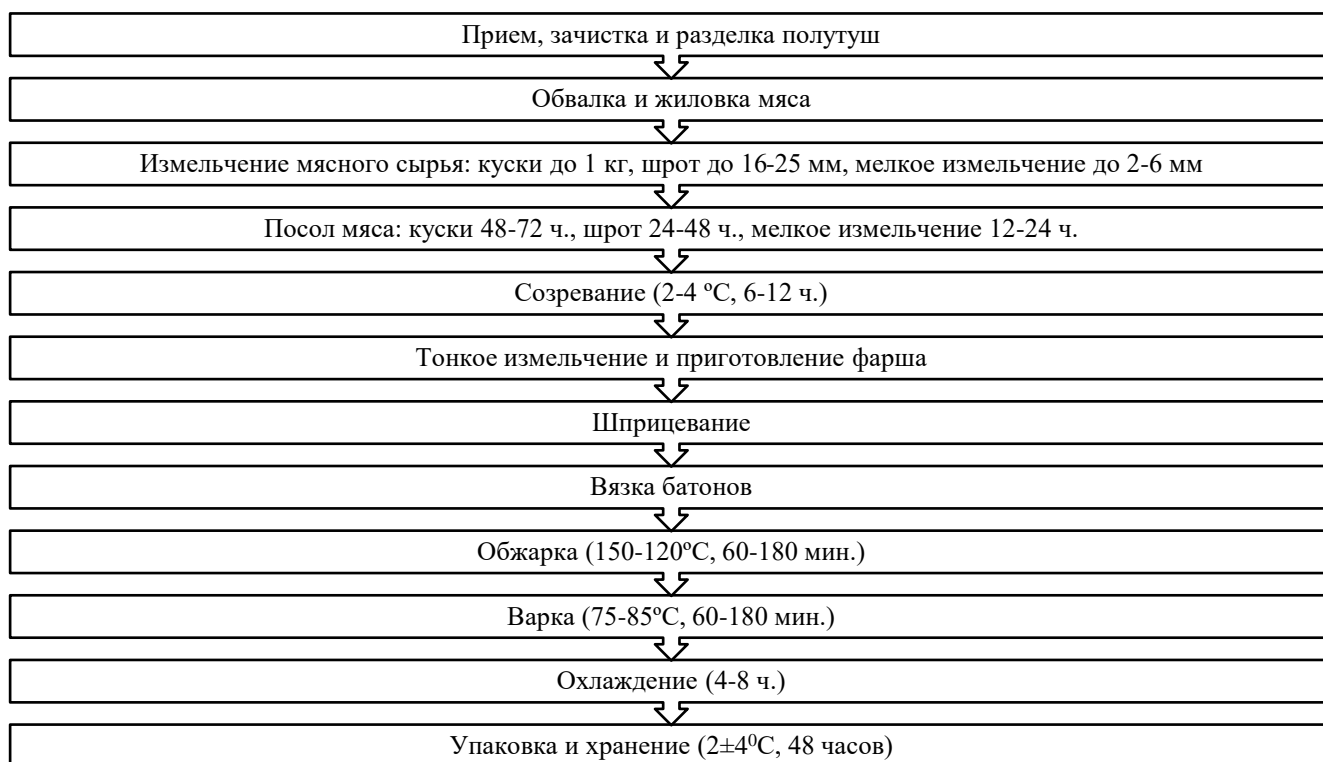 Прием, зачистка и разделка полутуш
Обвалка и жиловка мяса
Измельчение мясного сырья: куски до 1 кг, шрот до 16-25 мм, мелкое измельчение до 2-6 мм
Посол мяса: куски 48-72 ч., шрот 24-48 ч., мелкое измельчение 12-24 ч.
Созревание (2-4 ºС, 6-12 ч.)
Тонкое измельчение и приготовление фарша
Шприцевание
Вязка батонов
Обжарка (150-120ºС, 60-180 мин.)
Варка (75-85ºС, 60-180 мин.)
Охлаждение (4-8 ч.)
Упаковка и хранение (2±4⁰С, 48 часов)